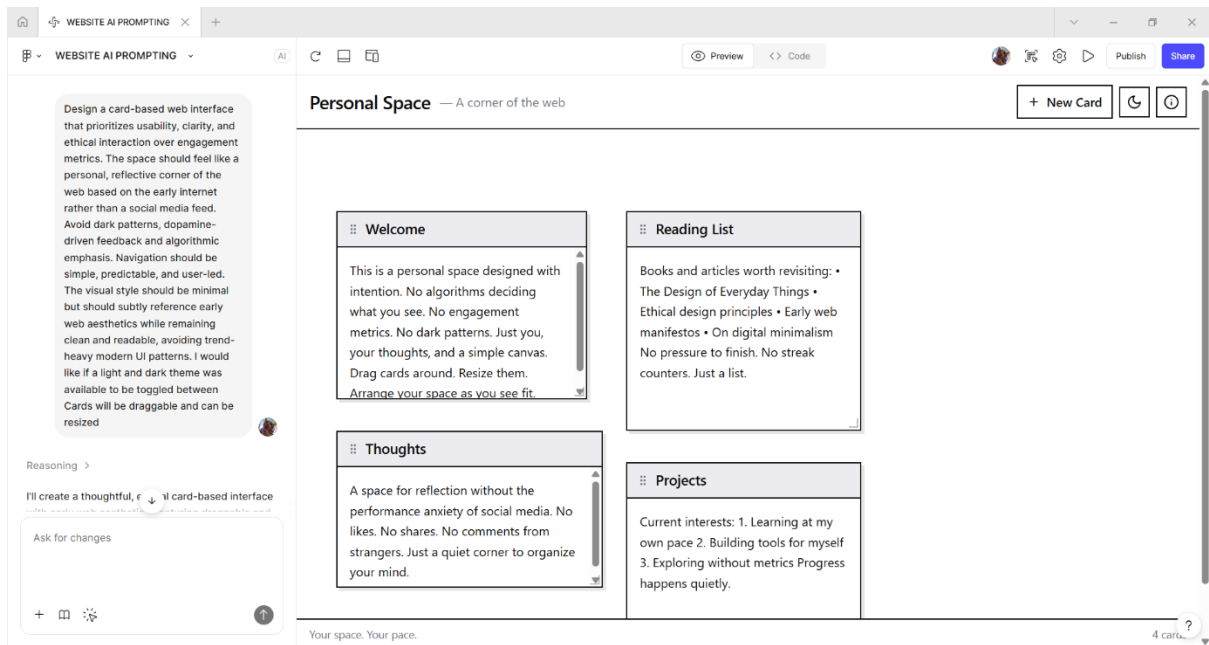 WEBSITE AI PROMPTING
WEBSITE AI PROMPTING
AI
Preview
Code
Publish
Share
Design a card-based web interface
that prioritizes usability, clarity, and
ethical interaction over engagement
metrics. The space should feel like a
personal, reflective corner of the
web based on the early internet
rather than a social media feed.
Avoid dark patterns, dopamine-
driven feedback and algorithmic
emphasis. Navigation should be
simple, predictable, and user-led.
The visual style should be minimal
but should subtly reference early
web aesthetics while remaining
clean and readable, avoiding trend-
heavy modern UI patterns. I would
like if a light and dark theme was
available to be toggled between
Cards will be draggable and can be
resized
Reasoning
I'll create a thoughtful, card-based interface
Ask for changes
Personal Space — A corner of the web
+ New Card
Welcome
This is a personal space designed with
intention. No algorithms deciding
what you see. No engagement
metrics. No dark patterns. Just you,
your thoughts, and a simple canvas.
Drag cards around. Resize them.
Arrange your space as you see fit.
Thoughts
A space for reflection without the
performance anxiety of social media. No
likes. No shares. No comments from
strangers. Just a quiet corner to organize
your mind.
Reading List
Books and articles worth revisiting: •
The Design of Everyday Things •
Ethical design principles • Early web
manifestos • On digital minimalism
No pressure to finish. No streak
counters. Just a list.
Projects
Current interests: 1. Learning at my
own pace 2. Building tools for myself
3. Exploring without metrics Progress
happens quietly.
Your space. Your pace.
4
?